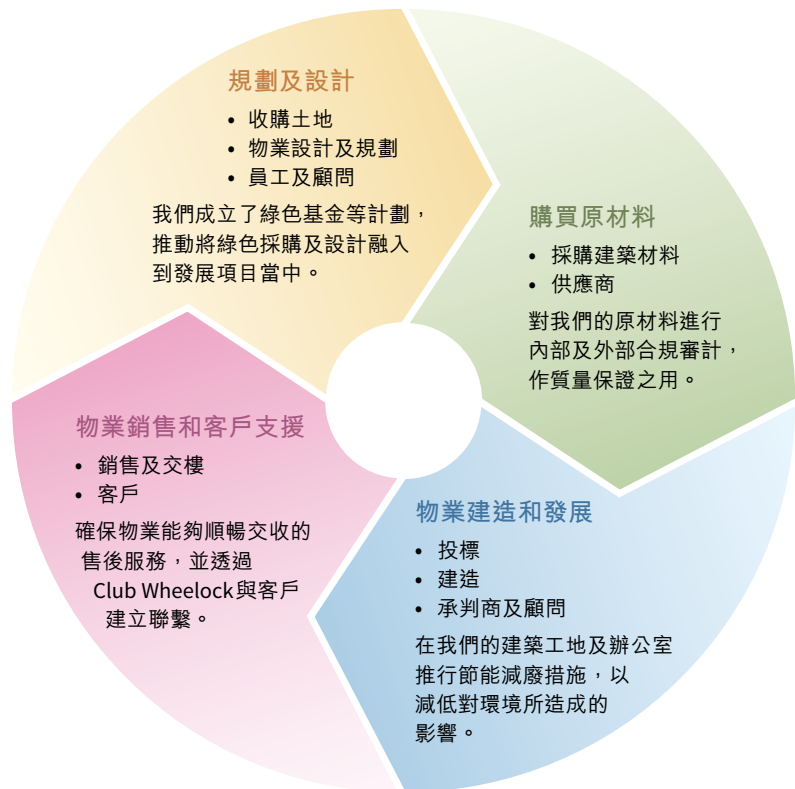 規劃及設計
• 收購土地
• 物業設計及規劃
• 員工及顧問
我們成立了綠色基金等計劃，
推動將綠色採購及設計融入
到發展項目當中。
購買原材料
• 採購建築材料
• 供應商
對我們的原材料進行
內部及外部合規審計，
作質量保證之用。
物業建造和發展
• 投標
• 建造
• 承判商及顧問
在我們的建築工地及辦公室
推行節能減廢措施，以
減低對環境所造成的
影響。
物業銷售和客戶支援
• 銷售及交樓
• 客戶
確保物業能夠順暢交收的
售後服務，並透過
Club Wheelock與客戶
建立聯繫。